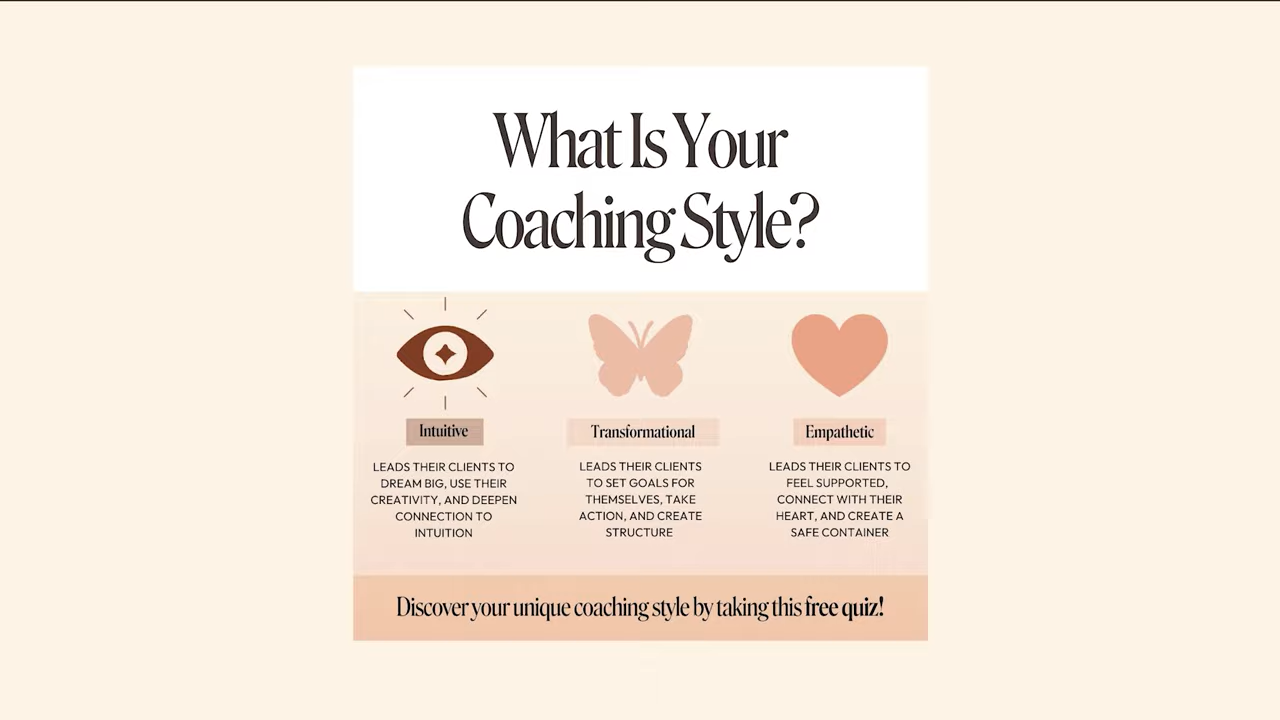 What Is Your
Coaching Style?
Intuitive
LEADS THEIR CLIENTS TO
DREAM BIG, USE THEIR
CREATIVITY, AND DEEPEN
CONNECTION TO
INTUITION
Transformational
LEADS THEIR CLIENTS
TO SET GOALS FOR
THEMSELVES, TAKE
ACTION, AND CREATE
STRUCTURE
Empathetic
LEADS THEIR CLIENTS TO
FEEL SUPPORTED,
CONNECT WITH THEIR
HEART, AND CREATE A
SAFE CONTAINER
Discover your unique coaching style by taking this free quiz!